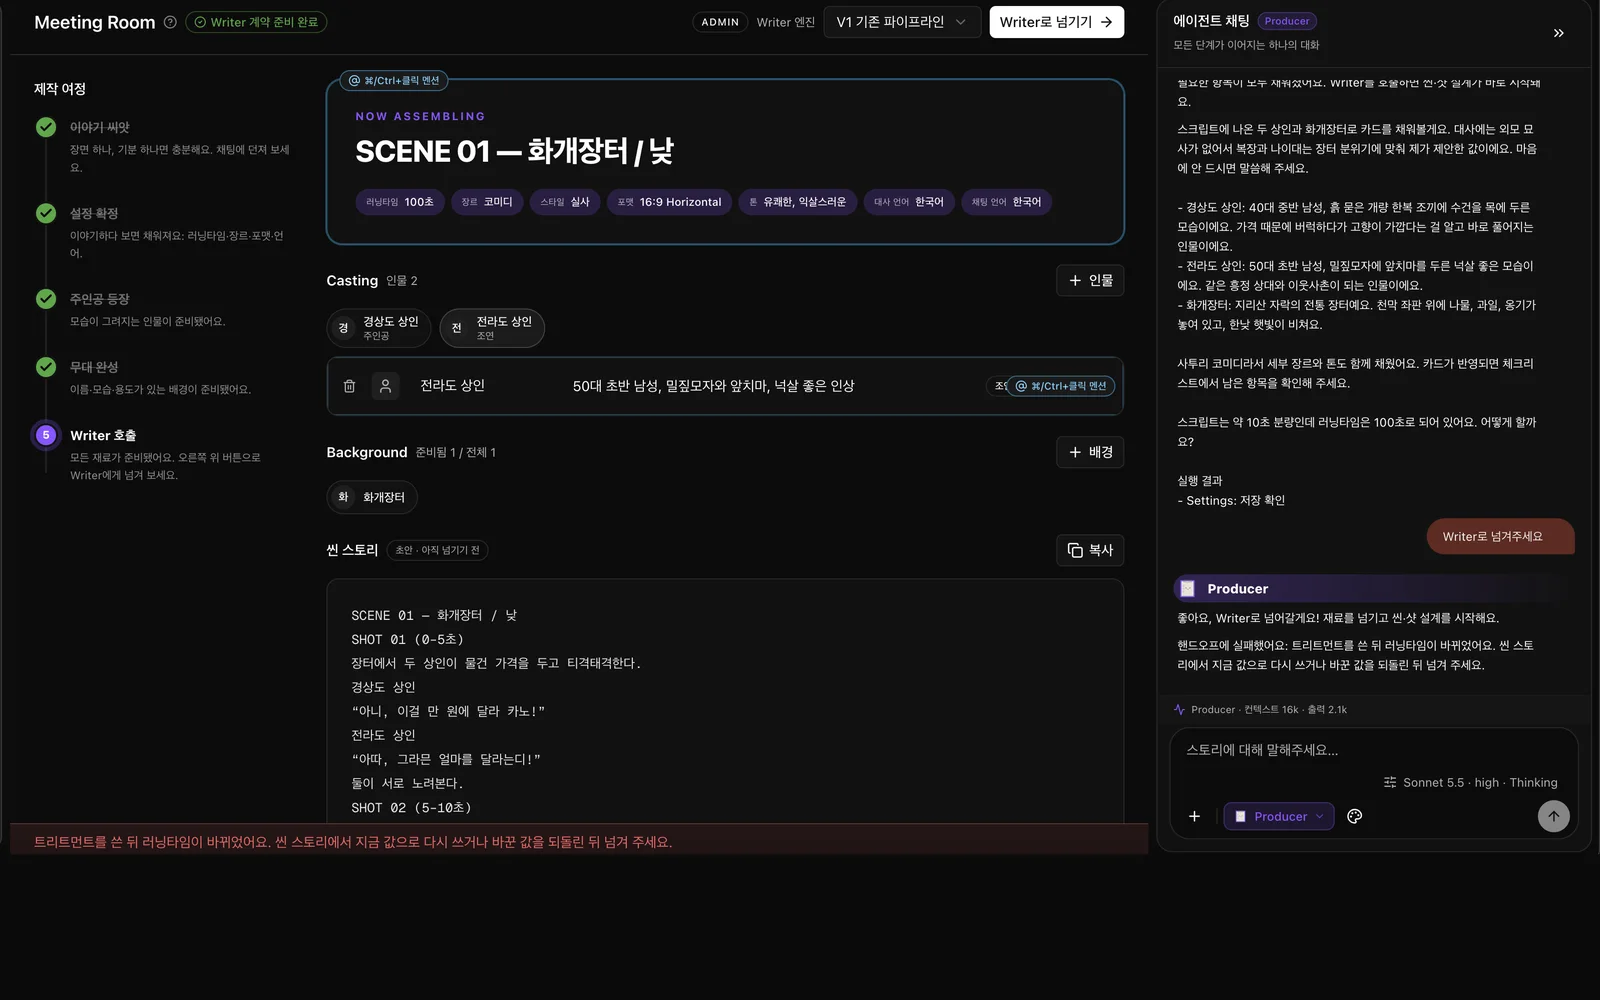 Meeting Room
Writer 계약 준비 완료
ADMIN
Writer 엔진
V1 기존 파이프라인
Writer로 넘기기
제작 여정
이야기 씨앗
장면 하나, 기분 하나면 충분해요. 채팅에 던져 보세
요.
설정 확정
이야기하다 보면 채워져요: 러닝타임·장르·포맷·언
어.
주인공 등장
모습이 그려지는 인물이 준비됐어요.
무대 완성
이름·모습·용도가 있는 배경이 준비됐어요.
5
Writer 호출
모든 재료가 준비됐어요. 오른쪽 위 버튼으로
Writer에게 넘겨 보세요.
@ ⌘/Ctrl+클릭 멘션
NOW ASSEMBLING
SCENE 01 — 화개장터 / 낮
러닝타임 100초
장르 코미디
스타일 실사
포맷 16:9 Horizontal
톤 유쾌한, 익살스러운
대사 언어 한국어
채팅 언어 한국어
Casting 인물 2
+ 인물
경 경상도 상인
주인공
전 전라도 상인
조연
전라도 상인
50대 초반 남성, 밀짚모자와 앞치마, 넉살 좋은 인상
@ ⌘/Ctrl+클릭 멘션
Background 준비됨 1 / 전체 1
+ 배경
화 화개장터
씬 스토리
초안 · 아직 넘기기 전
복사
SCENE 01 — 화개장터 / 낮
SHOT 01 (0–5초)
장터에서 두 상인이 물건 가격을 두고 티격태격한다.
경상도 상인
“아니, 이걸 만 원에 달라 카노!”
전라도 상인
“아따, 그라믄 얼마를 달라는디!”
둘이 서로 노려본다.
SHOT 02 (5–10초)
트리트먼트를 쓴 뒤 러닝타임이 바뀌었어요. 씬 스토리에서 지금 값으로 다시 쓰거나 바꾼 값을 되돌린 뒤 넘겨 주세요.
에이전트 채팅
Producer
모든 단계가 이어지는 하나의 대화
필요한 항목이 모두 채워졌어요. Writer를 호출하면 씬·샷 설계가 바로 시작돼
요.
스크립트에 나온 두 상인과 화개장터로 카드를 채워볼게요. 대사에는 외모 묘
사가 없어서 복장과 나이대는 장터 분위기에 맞춰 제가 제안한 값이에요. 마음
에 안 드시면 말씀해 주세요.
- 경상도 상인: 40대 중반 남성, 흙 묻은 개량 한복 조끼에 수건을 목에 두른
모습이에요. 가격 때문에 버럭하다가 고향이 가깝다는 걸 알고 바로 풀어지는
인물이에요.
- 전라도 상인: 50대 초반 남성, 밀짚모자에 앞치마를 두른 넉살 좋은 모습이
에요. 같은 흥정 상대와 이웃사촌이 되는 인물이에요.
- 화개장터: 지리산 자락의 전통 장터예요. 천막 좌판 위에 나물, 과일, 옹기가
놓여 있고, 한낮 햇빛이 비쳐요.
사투리 코미디라서 세부 장르와 톤도 함께 채웠어요. 카드가 반영되면 체크리
스트에서 남은 항목을 확인해 주세요.
스크립트는 약 10초 분량인데 러닝타임은 100초로 되어 있어요. 어떻게 할까
요?
실행 결과
- Settings: 저장 확인
Writer로 넘겨주세요
Producer
좋아요, Writer로 넘어갈게요! 재료를 넘기고 씬·샷 설계를 시작해요.
핸드오프에 실패했어요: 트리트먼트를 쓴 뒤 러닝타임이 바뀌었어요. 씬 스토
리에서 지금 값으로 다시 쓰거나 바꾼 값을 되돌린 뒤 넘겨 주세요.
Producer · 컨텍스트 16k · 출력 2.1k
스토리에 대해 말해주세요...
Sonnet 5.5 · high · Thinking
Producer